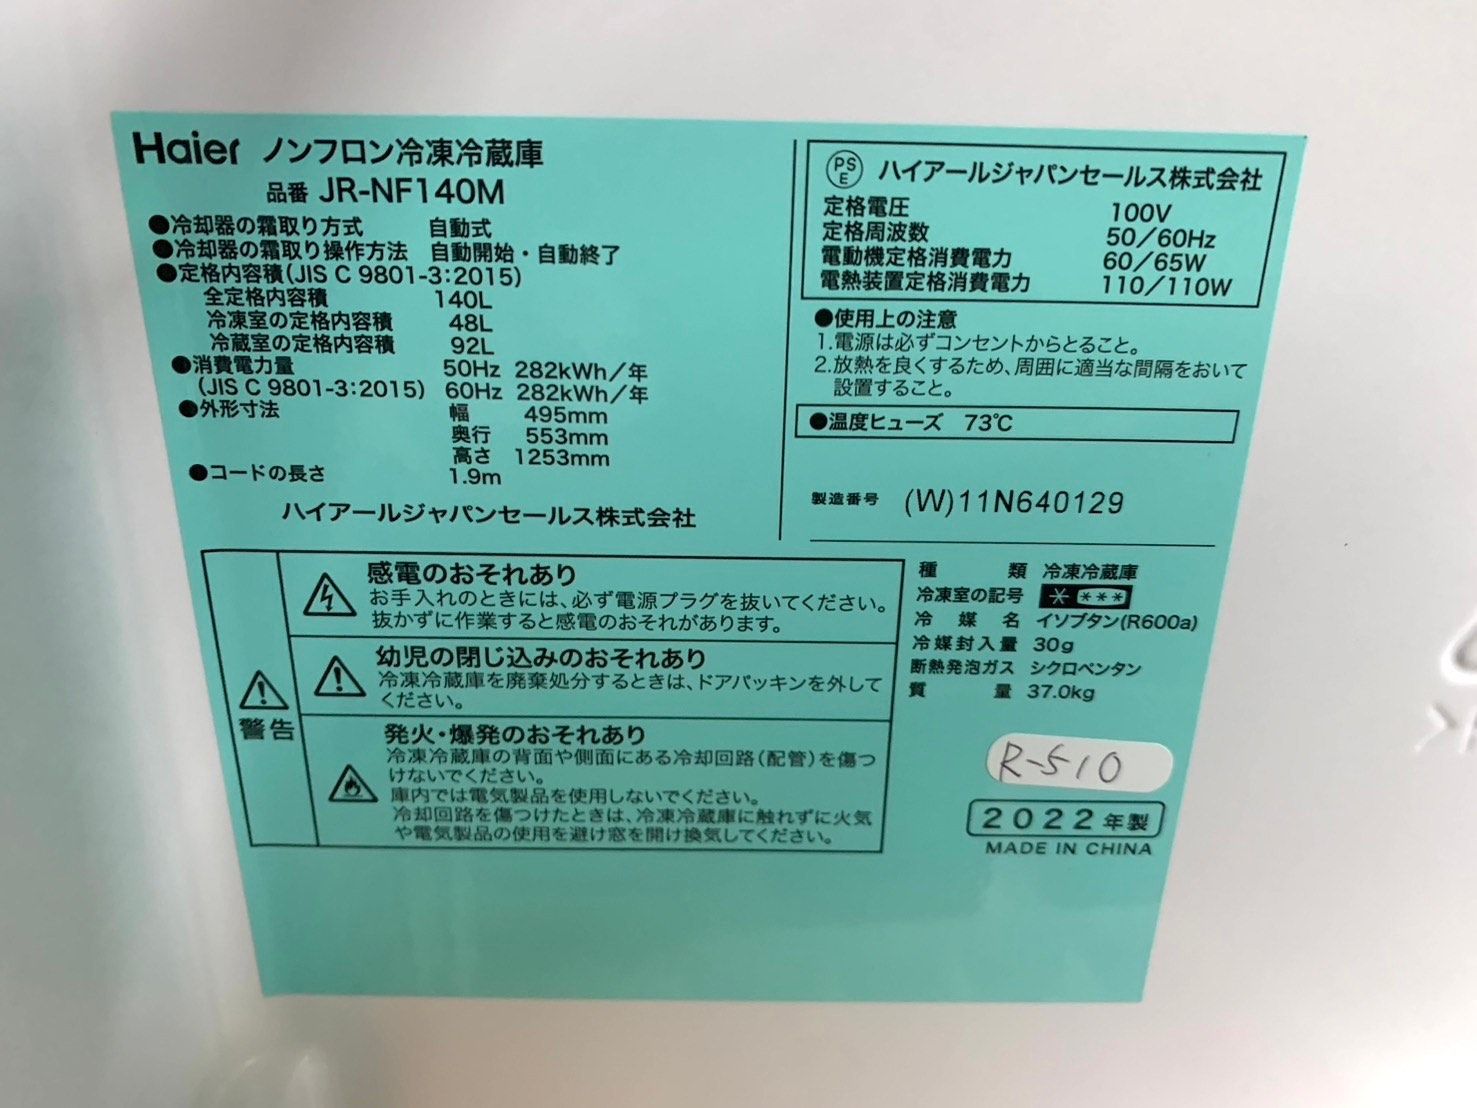 Haier ノンフロン冷凍冷蔵庫
品番 JR-NF140M
●冷却器の霜取り方式 自動式
●冷却器の霜取り操作方法 自動開始・自動終了
●定格内容積(JIS C 9801-3:2015)
全定格内容積 140L
冷凍室の定格内容積 48L
冷蔵室の定格内容積 92L
●消費電力量 50Hz 282kWh/年
(JIS C 9801-3:2015) 60Hz 282kWh/年
●外形寸法 幅 495mm
奥行 553mm
高さ 1253mm
●コードの長さ 1.9m
ハイアールジャパンセールス株式会社
PSE ハイアールジャパンセールス株式会社
定格電圧 100V
定格周波数 50/60Hz
電動機定格消費電力 60/65W
電熱装置定格消費電力 110/110W
●使用上の注意
1.電源は必ずコンセントからとること。
2.放熱を良くするため、周囲に適当な間隔をおいて
設置すること。
●温度ヒューズ 73℃
製造番号 (W)11N640129
警告
感電のおそれあり
お手入れのときには、必ず電源プラグを抜いてください。
抜かずに作業すると感電のおそれがあります。
幼児の閉じ込みのおそれあり
冷凍冷蔵庫を廃棄処分するときは、ドアパッキンを外して
ください。
発火・爆発のおそれあり
冷凍冷蔵庫の背面や側面にある冷却回路(配管)を傷つ
けないでください。
庫内では電気製品を使用しないでください。
冷却回路を傷つけたときは、冷凍冷蔵庫に触れずに火気
や電気製品の使用を避け窓を開け換気してください。
種類 冷凍冷蔵庫
冷凍室の記号 * ***
冷媒名 イソブタン(R600a)
冷媒封入量 30g
断熱発泡ガス シクロペンタン
質量 37.0kg
R-510
2022年製
MADE IN CHINA